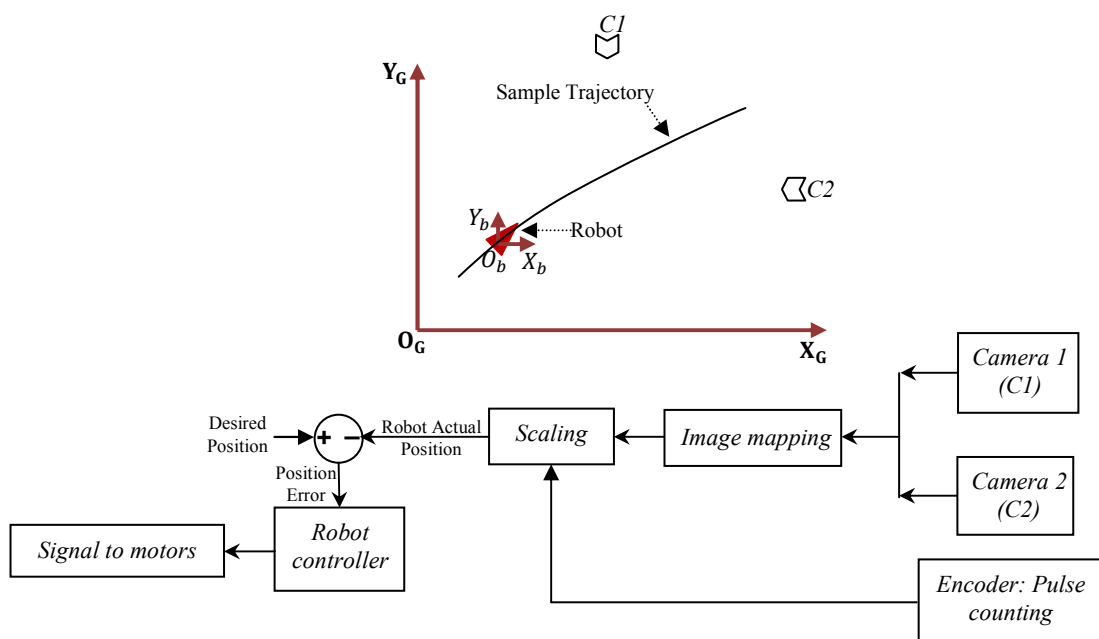 C1
Y_G
Sample Trajectory
C2
Y_b
Robot
O_b
X_b
O_G
X_G
Camera 1
(C1)
Desired
Position
+
−
Robot Actual
Position
Scaling
Image mapping
Position
Error
Camera 2
(C2)
Signal to motors
Robot
controller
Encoder: Pulse
counting